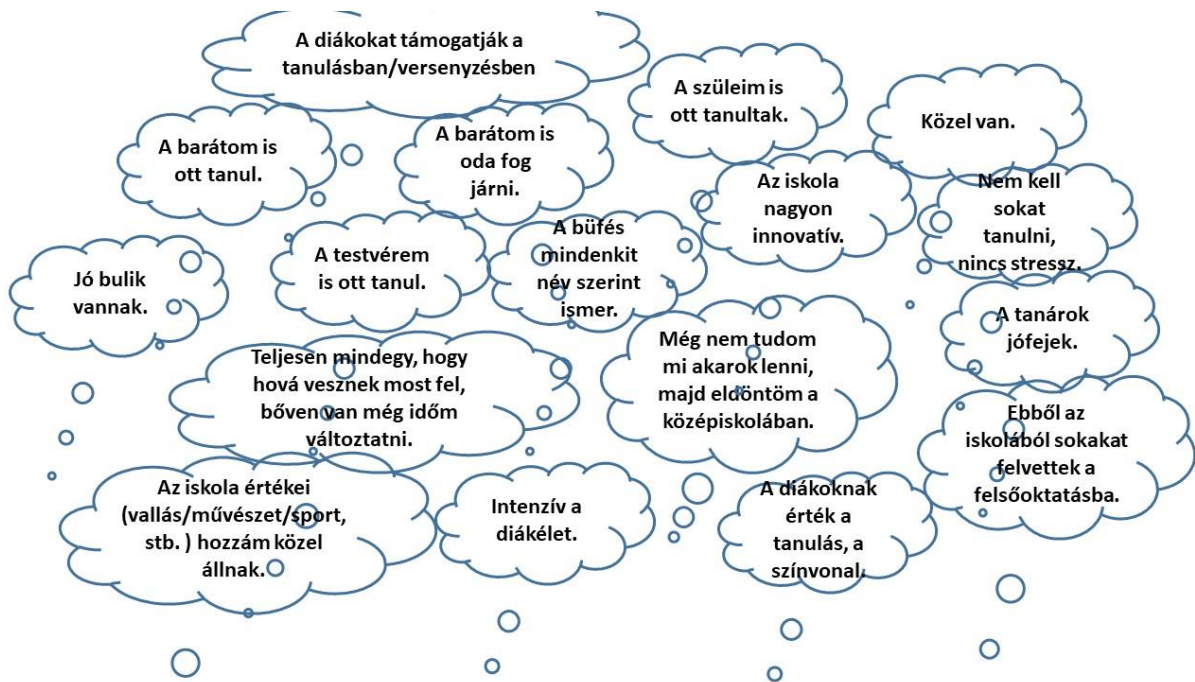 A diákokat támogatják a
tanulásban/versenyzésben
A szüleim is
ott tanultak.
Közel van.
A barátom is
ott tanul.
A barátom is
oda fog
járni.
Az iskola
nagyon
innovatív.
Nem kell
sokat
tanulni,
nincs stressz.
Jó bulik
vannak.
A testvérem
is ott tanul.
A büfés
mindenkit
név szerint
ismer.
A tanárok
jófejek.
Teljesen mindegy, hogy
hová vesznek most fel,
bőven van még időm
változtatni.
Még nem tudom
mi akarok lenni,
majd eldöntöm a
középiskolában.
Ebből az
iskolából sokakat
felvettek a
felsőoktatásba.
Az iskola értékei
(vallás/művészet/sport,
stb. ) hozzám közel
állnak.
Intenzív a
diákélet.
A diákoknak
érték a
tanulás, a
színvonal.